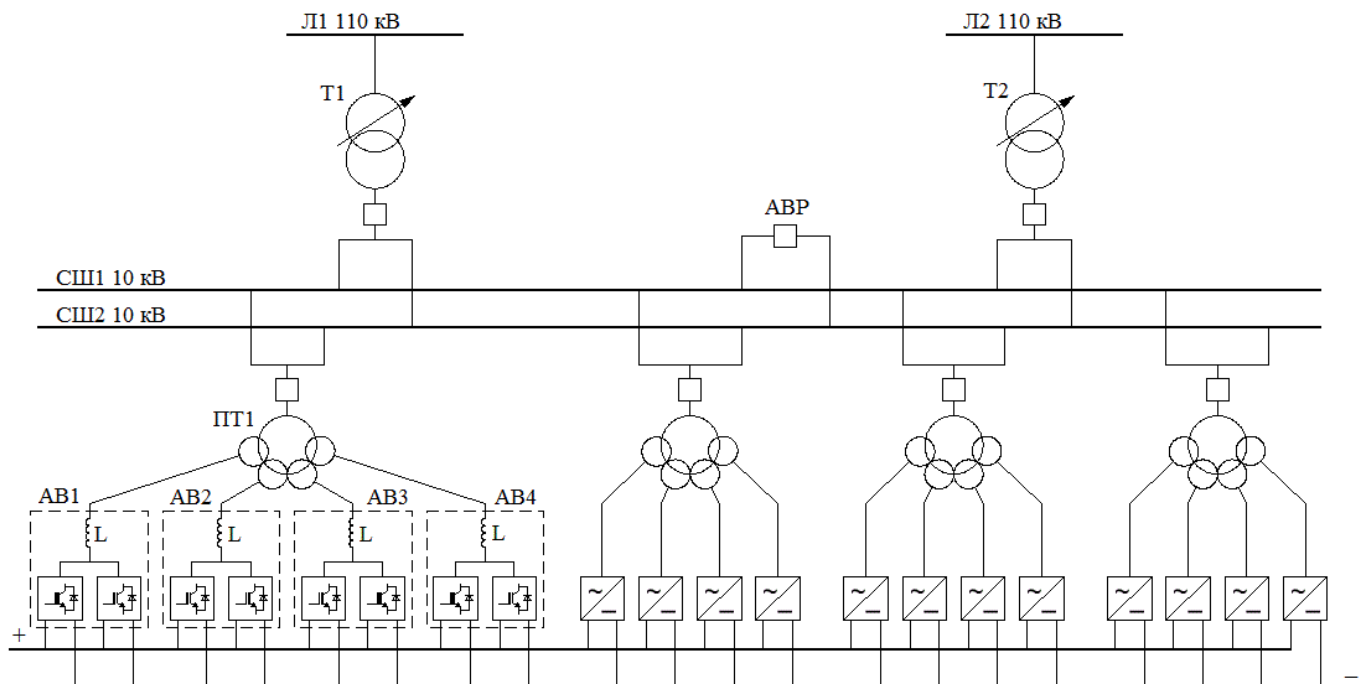 Л1 110 кВ
Л2 110 кВ
Т1
Т2
АВР
СШ1 10 кВ
СШ2 10 кВ
ПТ1
АВ1
АВ2
АВ3
АВ4
L
L
L
L
+
−